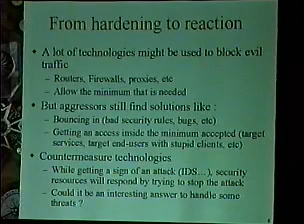 From hardening to reaction
• A lot of technologies might be used to block evil
traffic
– Routers, Firewalls, proxies, etc
– Allow the minimum that is needed
• But aggressors still find solutions like :
– Bouncing in (bad security rules, bugs, etc)
– Getting an access inside the minimum accepted (target
services, target end-users with stupid clients, etc)
• Countermeasure technologies
– While getting a sign of an attack (IDS...), security
resources will respond by trying to stop the attack
– Could it be an interesting answer to handle some
threats ?